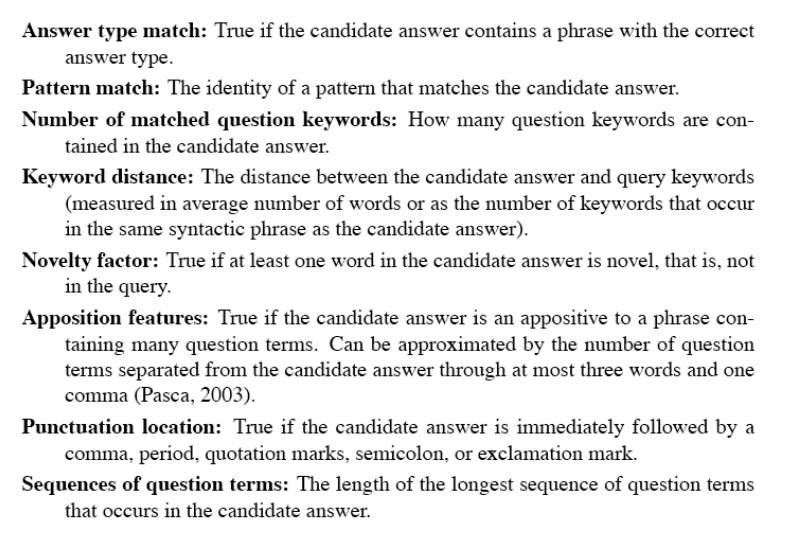 Answer type match: True if the candidate answer contains a phrase with the correct
answer type.
Pattern match: The identity of a pattern that matches the candidate answer.
Number of matched question keywords: How many question keywords are con-
tained in the candidate answer.
Keyword distance: The distance between the candidate answer and query keywords
(measured in average number of words or as the number of keywords that occur
in the same syntactic phrase as the candidate answer).
Novelty factor: True if at least one word in the candidate answer is novel, that is, not
in the query.
Apposition features: True if the candidate answer is an appositive to a phrase con-
taining many question terms. Can be approximated by the number of question
terms separated from the candidate answer through at most three words and one
comma (Pasca, 2003).
Punctuation location: True if the candidate answer is immediately followed by a
comma, period, quotation marks, semicolon, or exclamation mark.
Sequences of question terms: The length of the longest sequence of question terms
that occurs in the candidate answer.